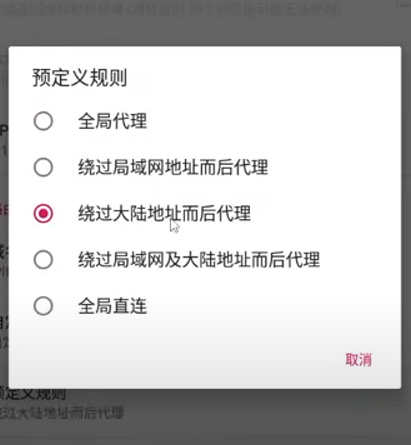 预定义规则
全局代理
绕过局域网地址而后代理
绕过大陆地址而后代理
绕过局域网及大陆地址而后代理
全局直连
取消
预定义规则
绕过大陆地址而后代理